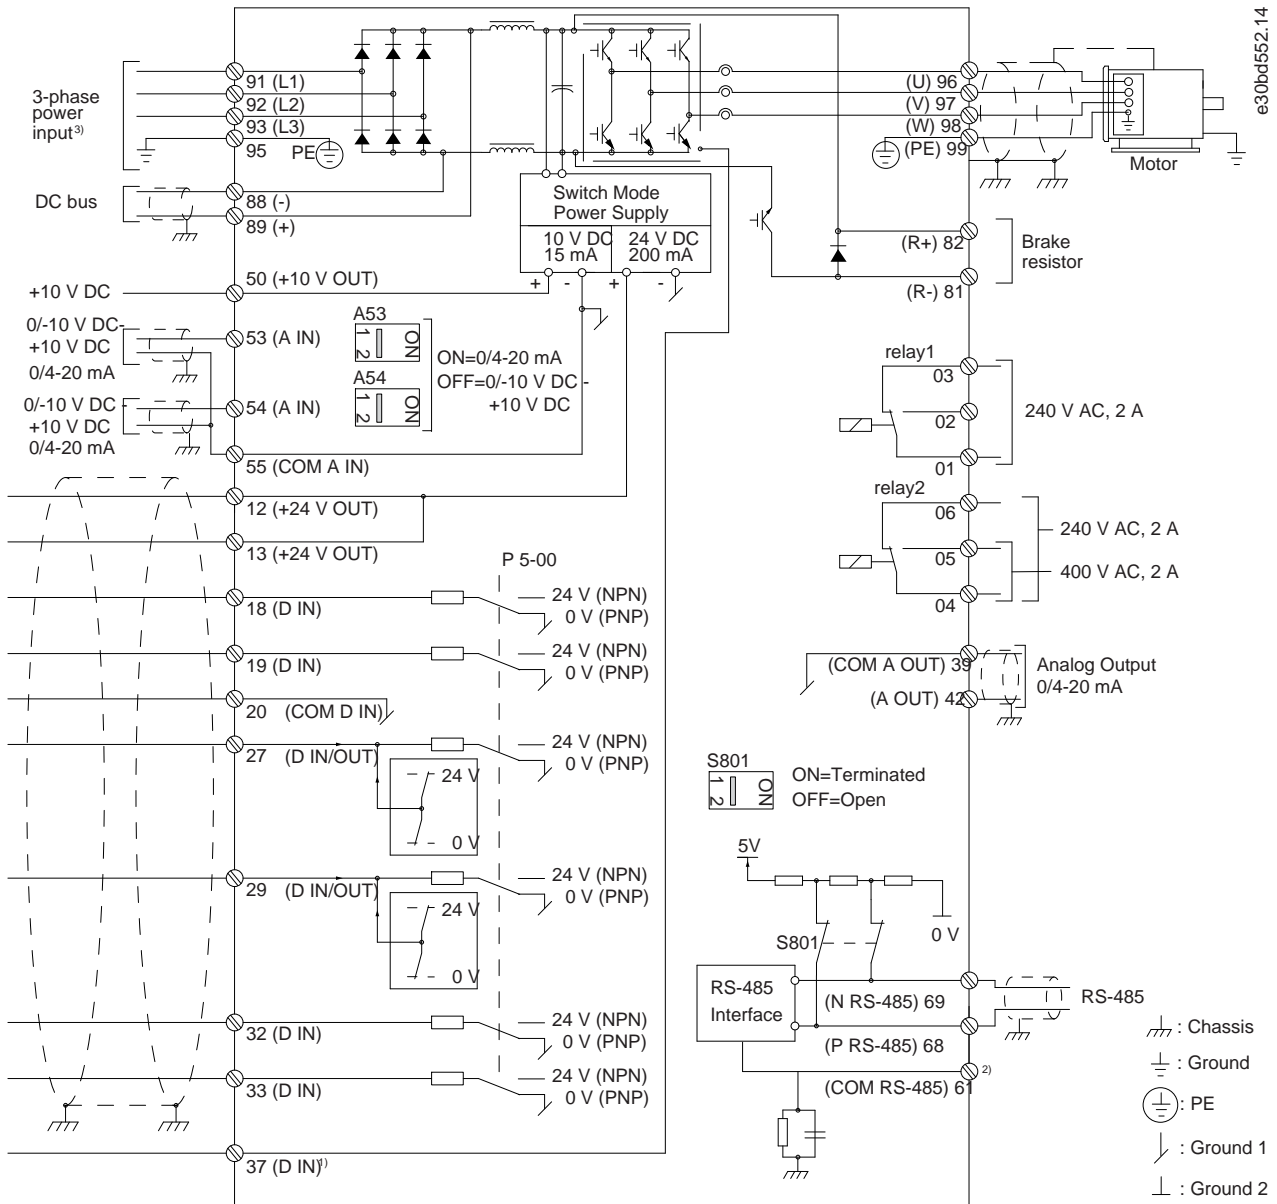 e30bd552.14
3-phase
power
input3)
91 (L1)
92 (L2)
93 (L3)
95
PE
DC bus
88 (-)
89 (+)
Switch Mode
Power Supply
10 V DC
15 mA
24 V DC
200 mA
+ - + -
(U) 96
(V) 97
(W) 98
(PE) 99
Motor
(R+) 82
(R-) 81
Brake
resistor
+10 V DC
50 (+10 V OUT)
0/-10 V DC-
+10 V DC
0/4-20 mA
53 (A IN)
0/-10 V DC -
+10 V DC
0/4-20 mA
54 (A IN)
55 (COM A IN)
A53
1 2 ON
A54
1 2 ON
ON=0/4-20 mA
OFF=0/-10 V DC -
+10 V DC
relay1
03
02
01
240 V AC, 2 A
relay2
06
05
04
240 V AC, 2 A
400 V AC, 2 A
12 (+24 V OUT)
13 (+24 V OUT)
P 5-00
18 (D IN)
24 V (NPN)
0 V (PNP)
19 (D IN)
24 V (NPN)
0 V (PNP)
20 (COM D IN)
27 (D IN/OUT)
24 V (NPN)
0 V (PNP)
24 V
0 V
29 (D IN/OUT)
24 V (NPN)
0 V (PNP)
24 V
0 V
32 (D IN)
24 V (NPN)
0 V (PNP)
33 (D IN)
24 V (NPN)
0 V (PNP)
37 (D IN)1)
(COM A OUT) 39
(A OUT) 42
Analog Output
0/4-20 mA
S801
1 2 ON
ON=Terminated
OFF=Open
5V
0 V
S801
RS-485
Interface
(N RS-485) 69
(P RS-485) 68
(COM RS-485) 61
2)
RS-485
: Chassis
: Ground
: PE
: Ground 1
: Ground 2